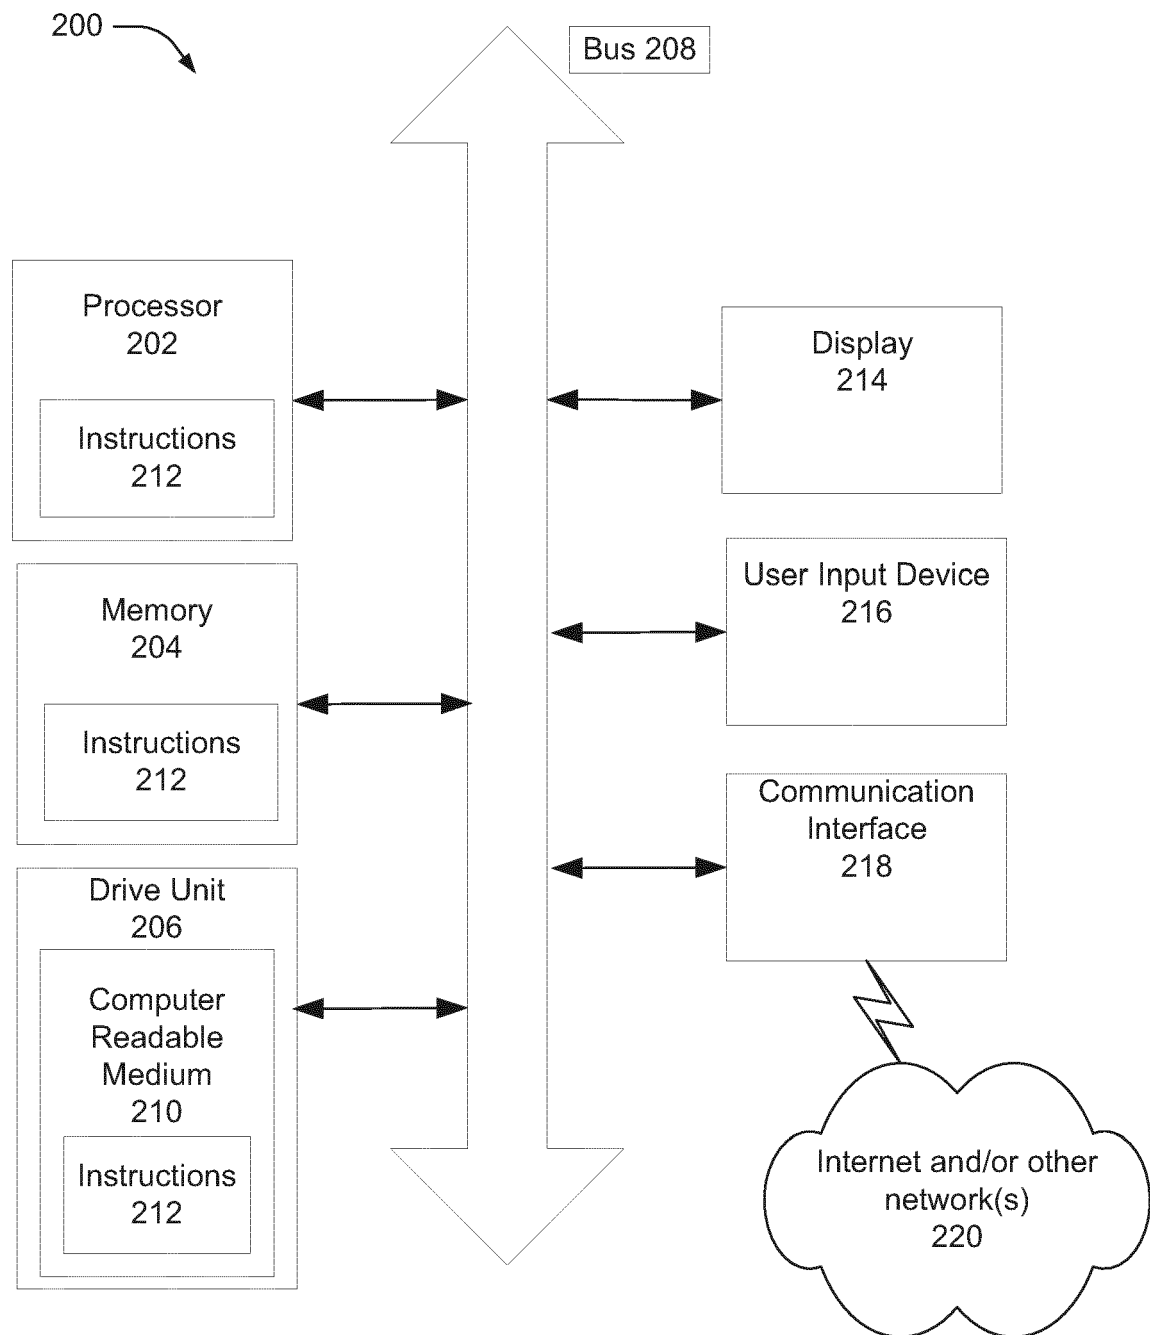 200
Bus 208
Processor
202
Instructions
212
Memory
204
Instructions
212
Drive Unit
206
Computer
Readable
Medium
210
Instructions
212
Display
214
User Input Device
216
Communication
Interface
218
Internet and/or other
network(s)
220